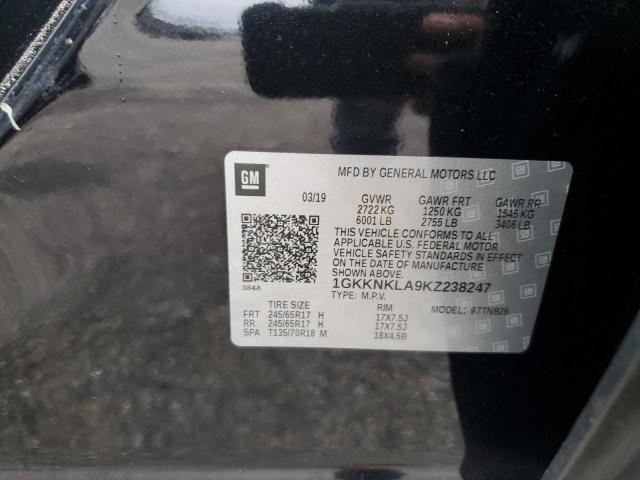 GM
MFD BY GENERAL MOTORS LLC
03/19 GVWR GAWR FRT GAWR RR
2722 KG 1250 KG 1545 KG
6001 LB 2755 LB 3406 LB
THIS VEHICLE CONFORMS TO ALL
APPLICABLE U.S. FEDERAL MOTOR
VEHICLE SAFETY STANDARDS IN EFFECT
ON THE DATE OF MANUFACTURE
SHOWN ABOVE.
384A
1GKKNKLA9KZ238247
TYPE: M.P.V.
TIRE SIZE RIM MODEL: 97TNB26
FRT 245/65R17 H 17X7.5J
RR 245/65R17 H 17X7.5J
SPA T135/70R18 M 18X4.5B